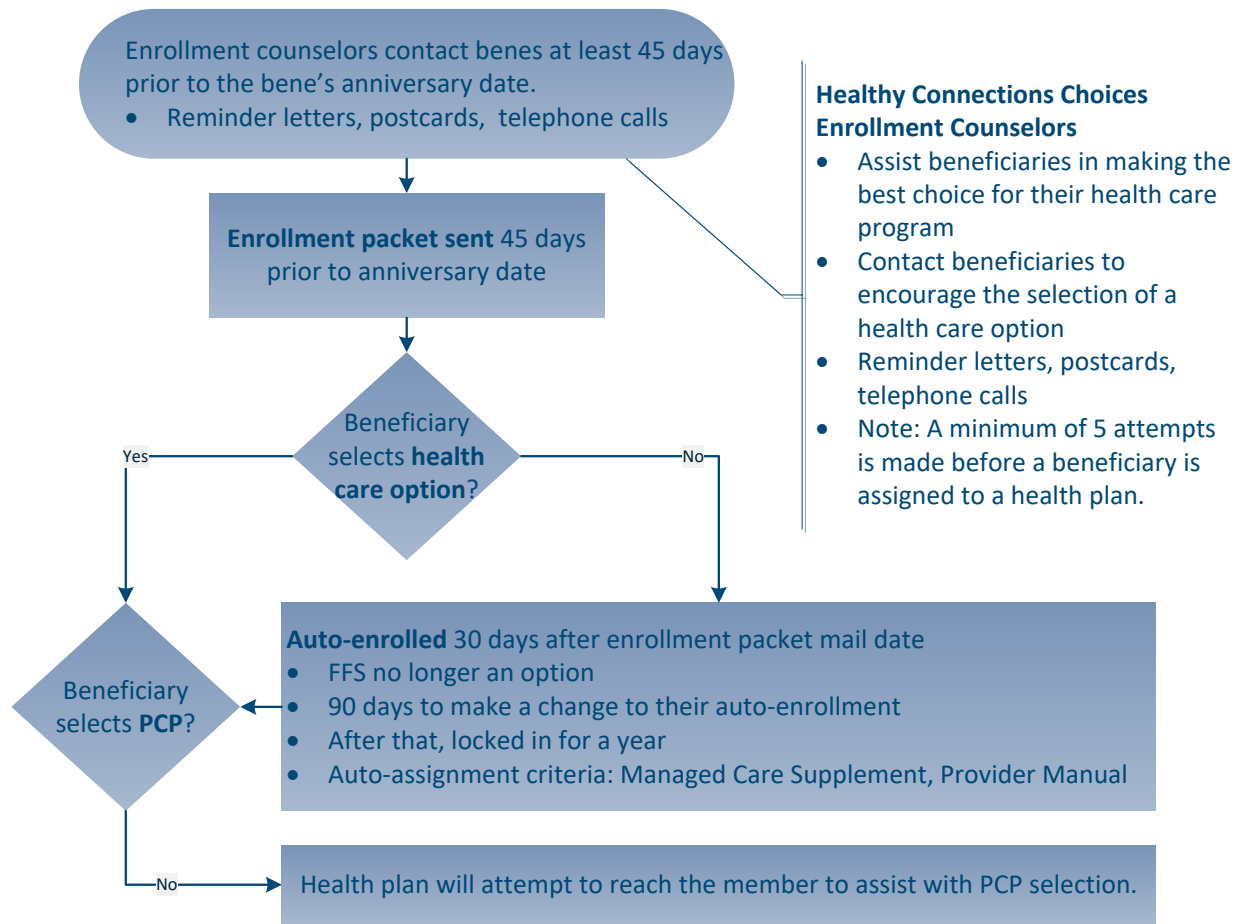 Enrollment counselors contact benes at least 45 days
prior to the bene's anniversary date.
• Reminder letters, postcards, telephone calls
Healthy Connections Choices
Enrollment Counselors
• Assist beneficiaries in making the
best choice for their health care
program
• Contact beneficiaries to
encourage the selection of a
health care option
• Reminder letters, postcards,
telephone calls
• Note: A minimum of 5 attempts
is made before a beneficiary is
assigned to a health plan.
Enrollment packet sent 45 days
prior to anniversary date
Beneficiary
selects health
care option?
Yes
No
Auto-enrolled 30 days after enrollment packet mail date
• FFS no longer an option
• 90 days to make a change to their auto-enrollment
• After that, locked in for a year
• Auto-assignment criteria: Managed Care Supplement, Provider Manual
Beneficiary
selects PCP?
No
Health plan will attempt to reach the member to assist with PCP selection.